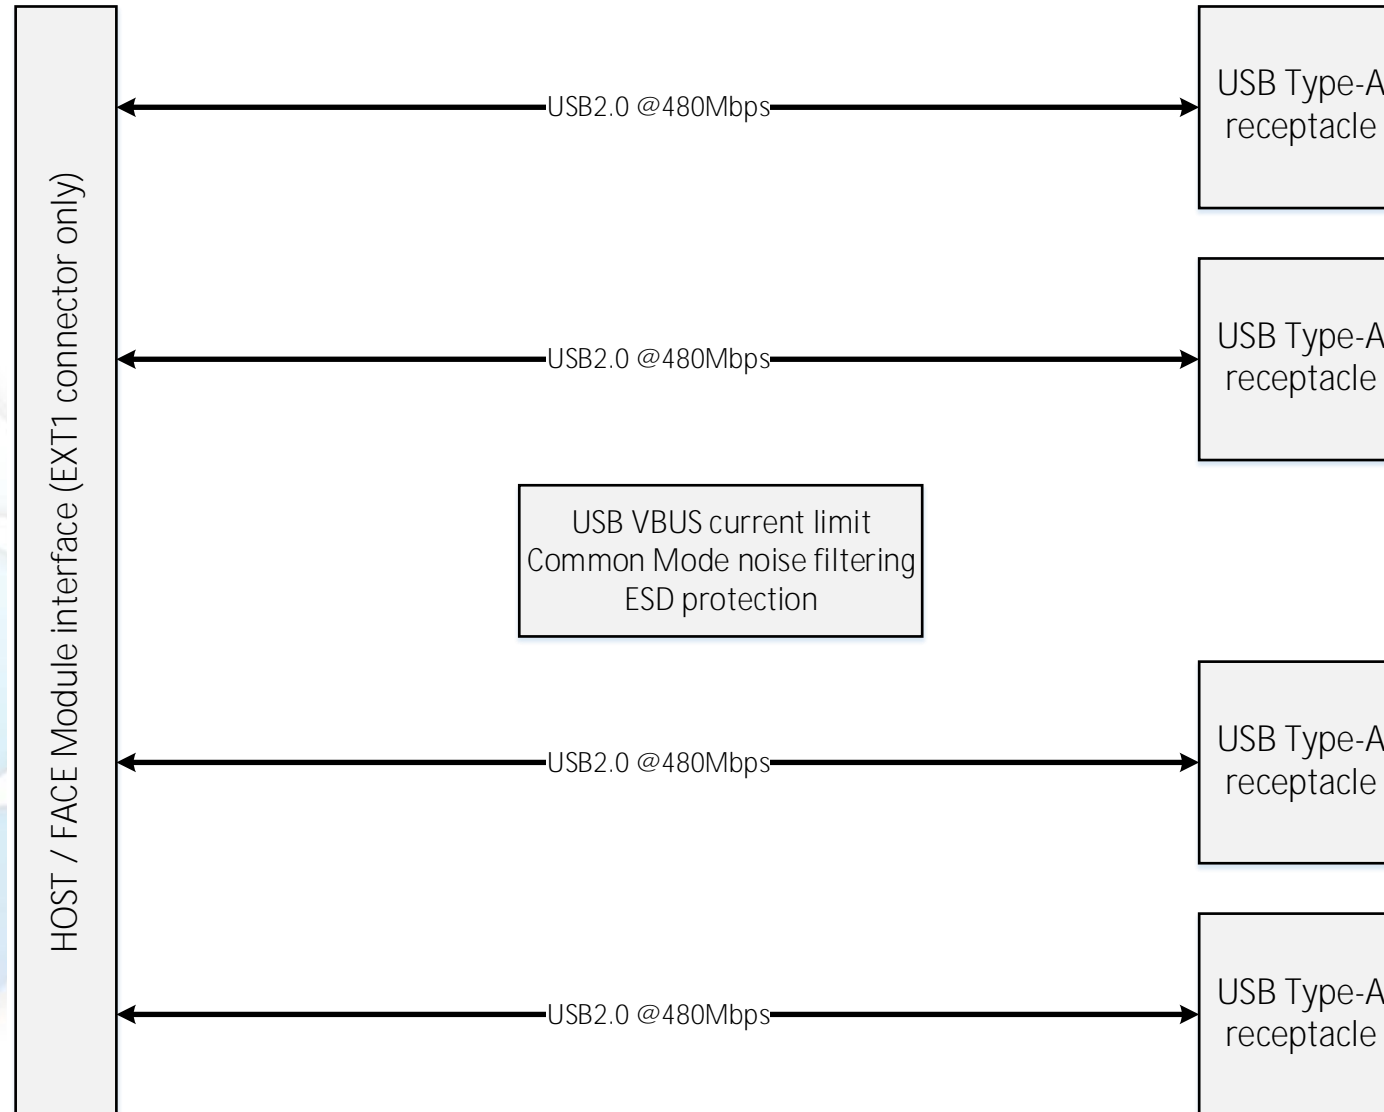 HOST / FACE Module interface (EXT1 connector only)
USB2.0 @480Mbps
USB Type-A
receptacle
USB2.0 @480Mbps
USB Type-A
receptacle
USB VBUS current limit
Common Mode noise filtering
ESD protection
USB2.0 @480Mbps
USB Type-A
receptacle
USB2.0 @480Mbps
USB Type-A
receptacle